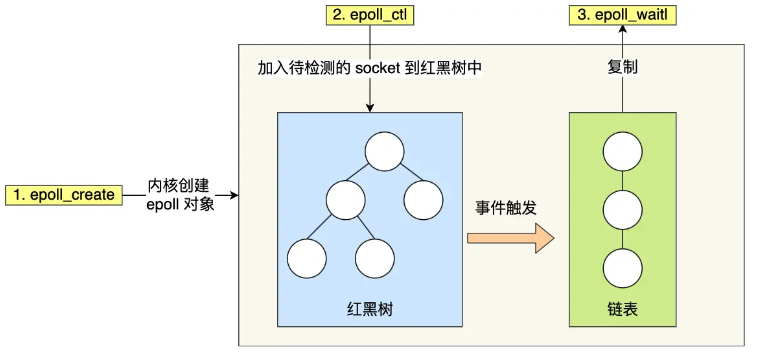 2. epoll_ctl
3. epoll_waitl
加入待检测的 socket 到红黑树中
复制
1. epoll_create
内核创建
epoll 对象
事件触发
红黑树
链表